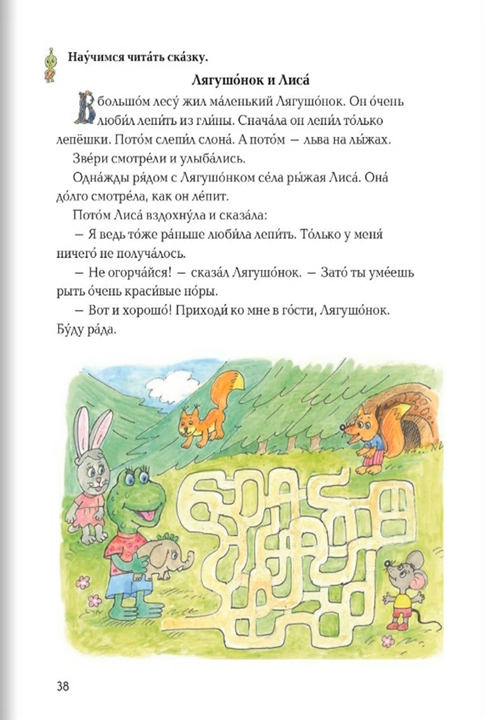 Нау́чимся чита́ть ска́зку.
Лягушо́нок и Лиса́
В большо́м лесу́ жил ма́ленький Лягушо́нок. Он о́чень
люби́л лепи́ть из гли́ны. Снача́ла он лепи́л то́лько
лепёшки. Пото́м слепи́л слона́. А пото́м — льва на лы́жах.
Зве́ри смотре́ли и улыба́лись.
Одна́жды ря́дом с Лягушо́нком се́ла ры́жая Лиса́. Она́
до́лго смотре́ла, как он ле́пит.
Пото́м Лиса́ вздохну́ла и сказа́ла:
— Я ведь то́же ра́ньше люби́ла лепи́ть. То́лько у меня́
ничего́ не получа́лось.
— Не огорча́йся! — сказа́л Лягушо́нок. — Зато́ ты уме́ешь
рыть о́чень краси́вые но́ры.
— Вот и хорошо́! Приходи́ ко мне в го́сти, Лягушо́нок.
Бу́ду ра́да.
38